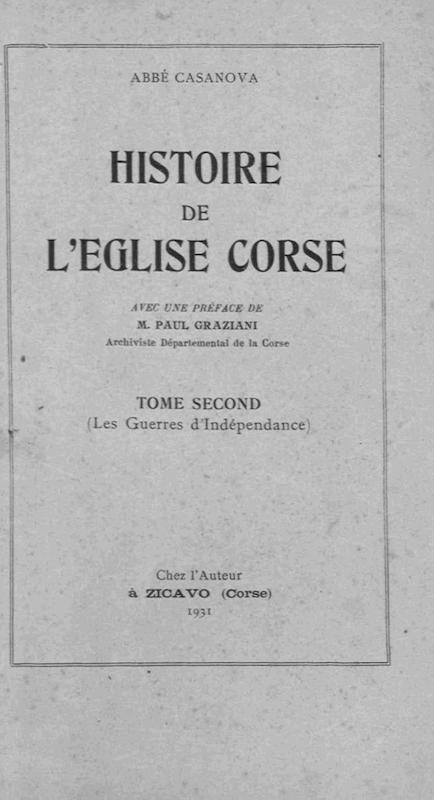 ABBÉ CASANOVA
HISTOIRE
DE
L'EGLISE CORSE
AVEC UNE PRÉFACE DE
M. PAUL GRAZIANI
Archiviste Départemental de la Corse
TOME SECOND
(Les Guerres d'Indépendance)
Chez l'Auteur
à ZICAVO (Corse)
1931